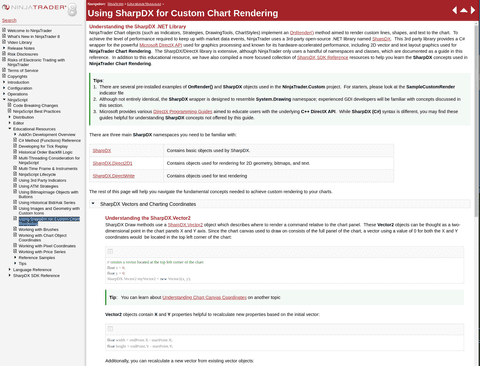 NINJATRADER
Search
Welcome to NinjaTrader
What's New in NinjaTrader 8
Video Library
Release Notes
Risk Disclosures
Risks of Electronic Trading with NinjaTrader
Terms of Service
Copyrights
Introduction
Configuration
Operations
NinjaScript
Code Breaking Changes
NinjaScript Best Practices
Distribution
Editor
Educational Resources
AddOn Development Overview
C# Method (Functions) Reference
Developing for Tick Replay
Historical Order Backfill Logic
Multi-Threading Consideration for NinjaScript
Multi-Time Frame & Instruments
NinjaScript Lifecycle
Using 3rd Party Indicators
Using ATM Strategies
Using BitmapImage Objects with Buttons
Using Historical Bid/Ask Series
Using Images and Geometry with Custom Icons
Using SharpDX for Custom Chart Rendering
Working with Brushes
Working with Chart Object Coordinates
Working with Pixel Coordinates
Working with Price Series
Reference Samples
Tips
Language Reference
SharpDX SDK Reference
Navigation: NinjaScript > Educational Resources >
Using SharpDX for Custom Chart Rendering
Understanding the SharpDX .NET Library
NinjaTrader Chart objects (such as Indicators, Strategies, DrawingTools, ChartStyles) implement an OnRender() method aimed to render custom lines, shapes, and text to the chart. To
achieve the level of performance required to keep up with market data events, NinjaTrader uses a 3rd-party open-source .NET library named SharpDX. This 3rd party library provides a C#
wrapper for the powerful Microsoft DirectX API used for graphics processing and known for its hardware-accelerated performance, including 2D vector and text layout graphics used for
NinjaTrader Chart Rendering. The SharpDX/DirectX library is extensive, although NinjaTrader only uses a handful of namespaces and classes, which are documented as a guide in this
reference. In addition to this educational resource, we have also compiled a more focused collection of SharpDX SDK Reference resources to help you learn the SharpDX concepts used in
NinjaTrader Chart Rendering.
Tips:
1. There are several pre-installed examples of OnRender() and SharpDX objects used in the NinjaTrader.Custom project. For starters, please look at the SampleCustomRender
indicator file
2. Although not entirely identical, the SharpDX wrapper is designed to resemble System.Drawing namespace; experienced GDI developers will be familiar with concepts discussed in
this section.
3. Microsoft provides various DirectX Programming Guides aimed to educate users with the underlying C++ DirectX API. While SharpDX (C#) syntax is different, you may find these
guides helpful for understanding SharpDX concepts not offered by this guide.
There are three main SharpDX namespaces you need to be familiar with:
SharpDX Contains basic objects used by SharpDX.
SharpDX.Direct2D1 Contains objects used for rendering for 2D geometry, bitmaps, and text.
SharpDX.DirectWrite Contains objects used for text rendering
The rest of this page will help you navigate the fundamental concepts needed to achieve custom rendering to your charts.
SharpDX Vectors and Charting Coordinates
Understanding the SharpDX.Vector2
SharpDX Draw methods use a SharpDX.Vector2 object which describes where to render a command relative to the chart panel. These Vector2 objects can be thought as a two-
dimensional point in the chart panels X and Y axis. Since the chart canvas used to draw on consists of the full panel of the chart, a vector using a value of 0 for both the X and Y
coordinates would be located in the top left corner of the chart:
// creates a vector located at the top left corner of the chart
float x = 0;
float y = 0;
SharpDX.Vector2 myVector2 = new Vector2(x, y);
Tip: You can learn about Understanding Chart Canvas Coordinates on another topic
Vector2 objects contain X and Y properties helpful to recalculate new properties based on the initial vector:
float width = endPoint.X - startPoint.X;
float height = endPoint.Y - startPoint.Y;
Additionally, you can recalculate a new vector from existing vector objects: